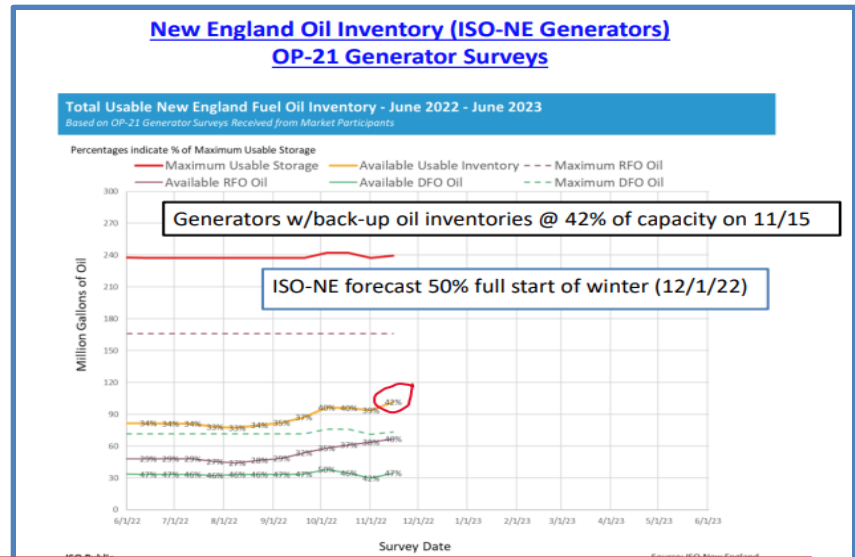 New England Oil Inventory (ISO-NE Generators)
OP-21 Generator Surveys
Total Usable New England Fuel Oil Inventory - June 2022 - June 2023
Based on OP-21 Generator Surveys Received from Market Participants
Percentages indicate % of Maximum Usable Storage
Maximum Usable Storage Available Usable Inventory Maximum RFO Oil
Available RFO Oil Available DFO Oil Maximum DFO Oil
Million Gallons of Oil
300
270
240
210
180
150
120
90
60
30
0
Generators w/back-up oil inventories @ 42% of capacity on 11/15
ISO-NE forecast 50% full start of winter (12/1/22)
34% 34% 34% 33% 33% 34% 35% 37% 40% 40% 39% 42%
29% 29% 29% 27% 27% 28% 29% 32% 35% 37% 38% 40%
47% 47% 46% 46% 46% 46% 47% 47% 50% 46% 42% 47%
6/1/22 7/1/22 8/1/22 9/1/22 10/1/22 11/1/22 12/1/22 1/1/23 2/1/23 3/1/23 4/1/23 5/1/23 6/1/23
Survey Date
Source: ISO New England